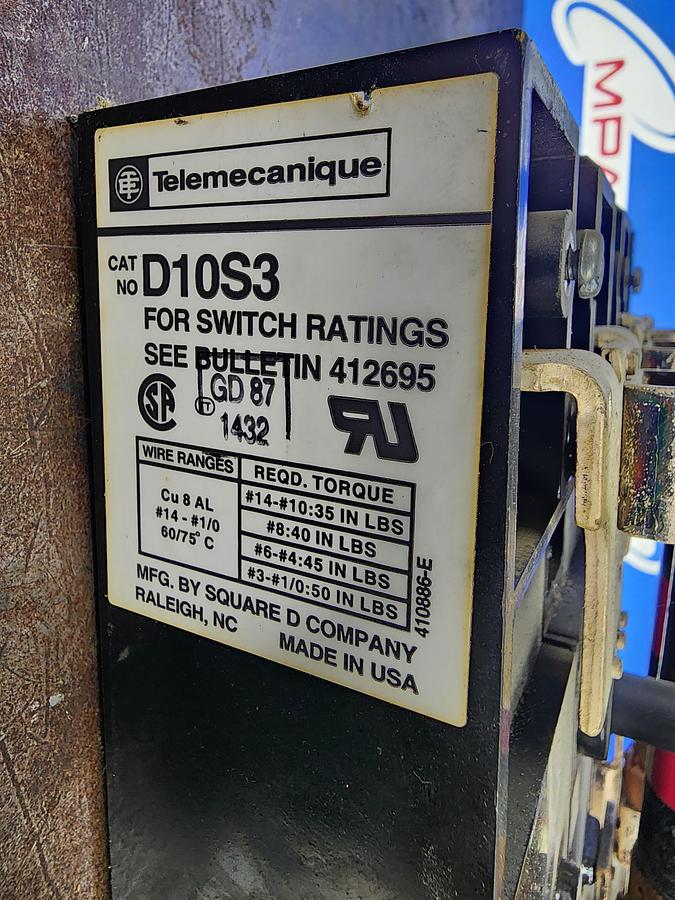 Telemecanique
CAT NO D10S3
FOR SWITCH RATINGS
SEE BULLETIN 412695
GD 87
1432
WIRE RANGES
Cu 8 AL
#14 - #1/0
60/75° C
REQD. TORQUE
#14-#10:35 IN LBS
#8:40 IN LBS
#6-#4:45 IN LBS
#3-#1/0:50 IN LBS
410886-E
MFG. BY SQUARE D COMPANY
RALEIGH, NC
MADE IN USA